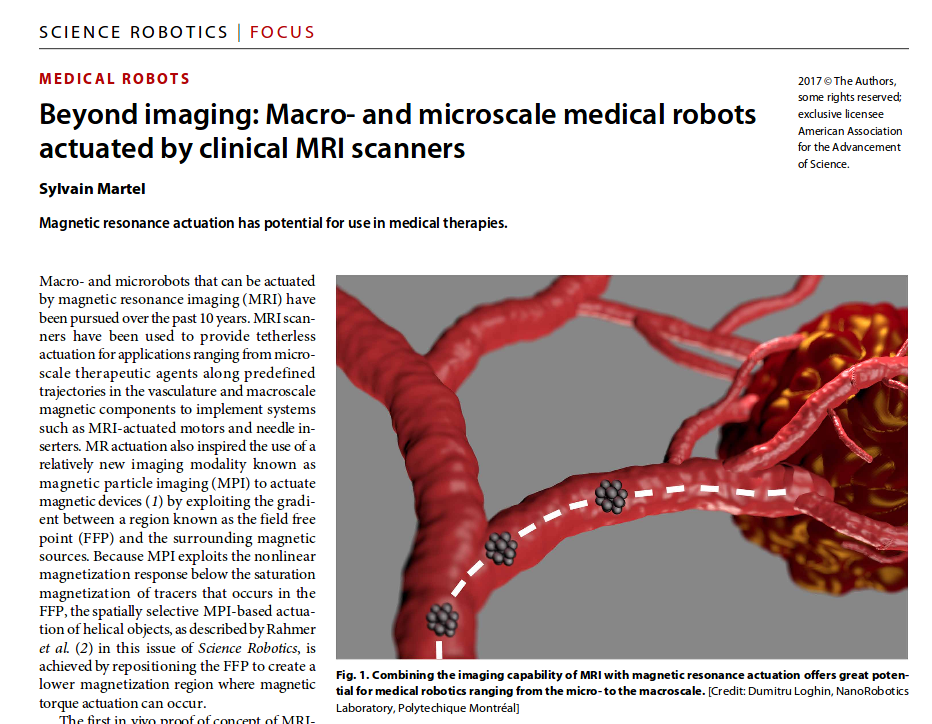 SCIENCE ROBOTICS | FOCUS
MEDICAL ROBOTS
Beyond imaging: Macro- and microscale medical robots
actuated by clinical MRI scanners
Sylvain Martel
Magnetic resonance actuation has potential for use in medical therapies.
2017 © The Authors,
some rights reserved;
exclusive licensee
American Association
for the Advancement
of Science.
Macro- and microrobots that can be actuated
by magnetic resonance imaging (MRI) have
been pursued over the past 10 years. MRI scan-
ners have been used to provide tetherless
actuation for applications ranging from micro-
scale therapeutic agents along predefined
trajectories in the vasculature and macroscale
magnetic components to implement systems
such as MRI-actuated motors and needle in-
serters. MR actuation also inspired the use of a
relatively new imaging modality known as
magnetic particle imaging (MPI) to actuate
magnetic devices (1) by exploiting the gradi-
ent between a region known as the field free
point (FFP) and the surrounding magnetic
sources. Because MPI exploits the nonlinear
magnetization response below the saturation
magnetization of tracers that occurs in the
FFP, the spatially selective MPI-based actua-
tion of helical objects, as described by Rahmer
et al. (2) in this issue of Science Robotics, is
achieved by repositioning the FFP to create a
lower magnetization region where magnetic
torque actuation can occur.
The first in vivo proof of concept of MRI-
Fig. 1. Combining the imaging capability of MRI with magnetic resonance actuation offers great poten-
tial for medical robotics ranging from the micro- to the macroscale. [Credit: Dumitru Loghin, NanoRobotics
Laboratory, Polytechique Montréal]